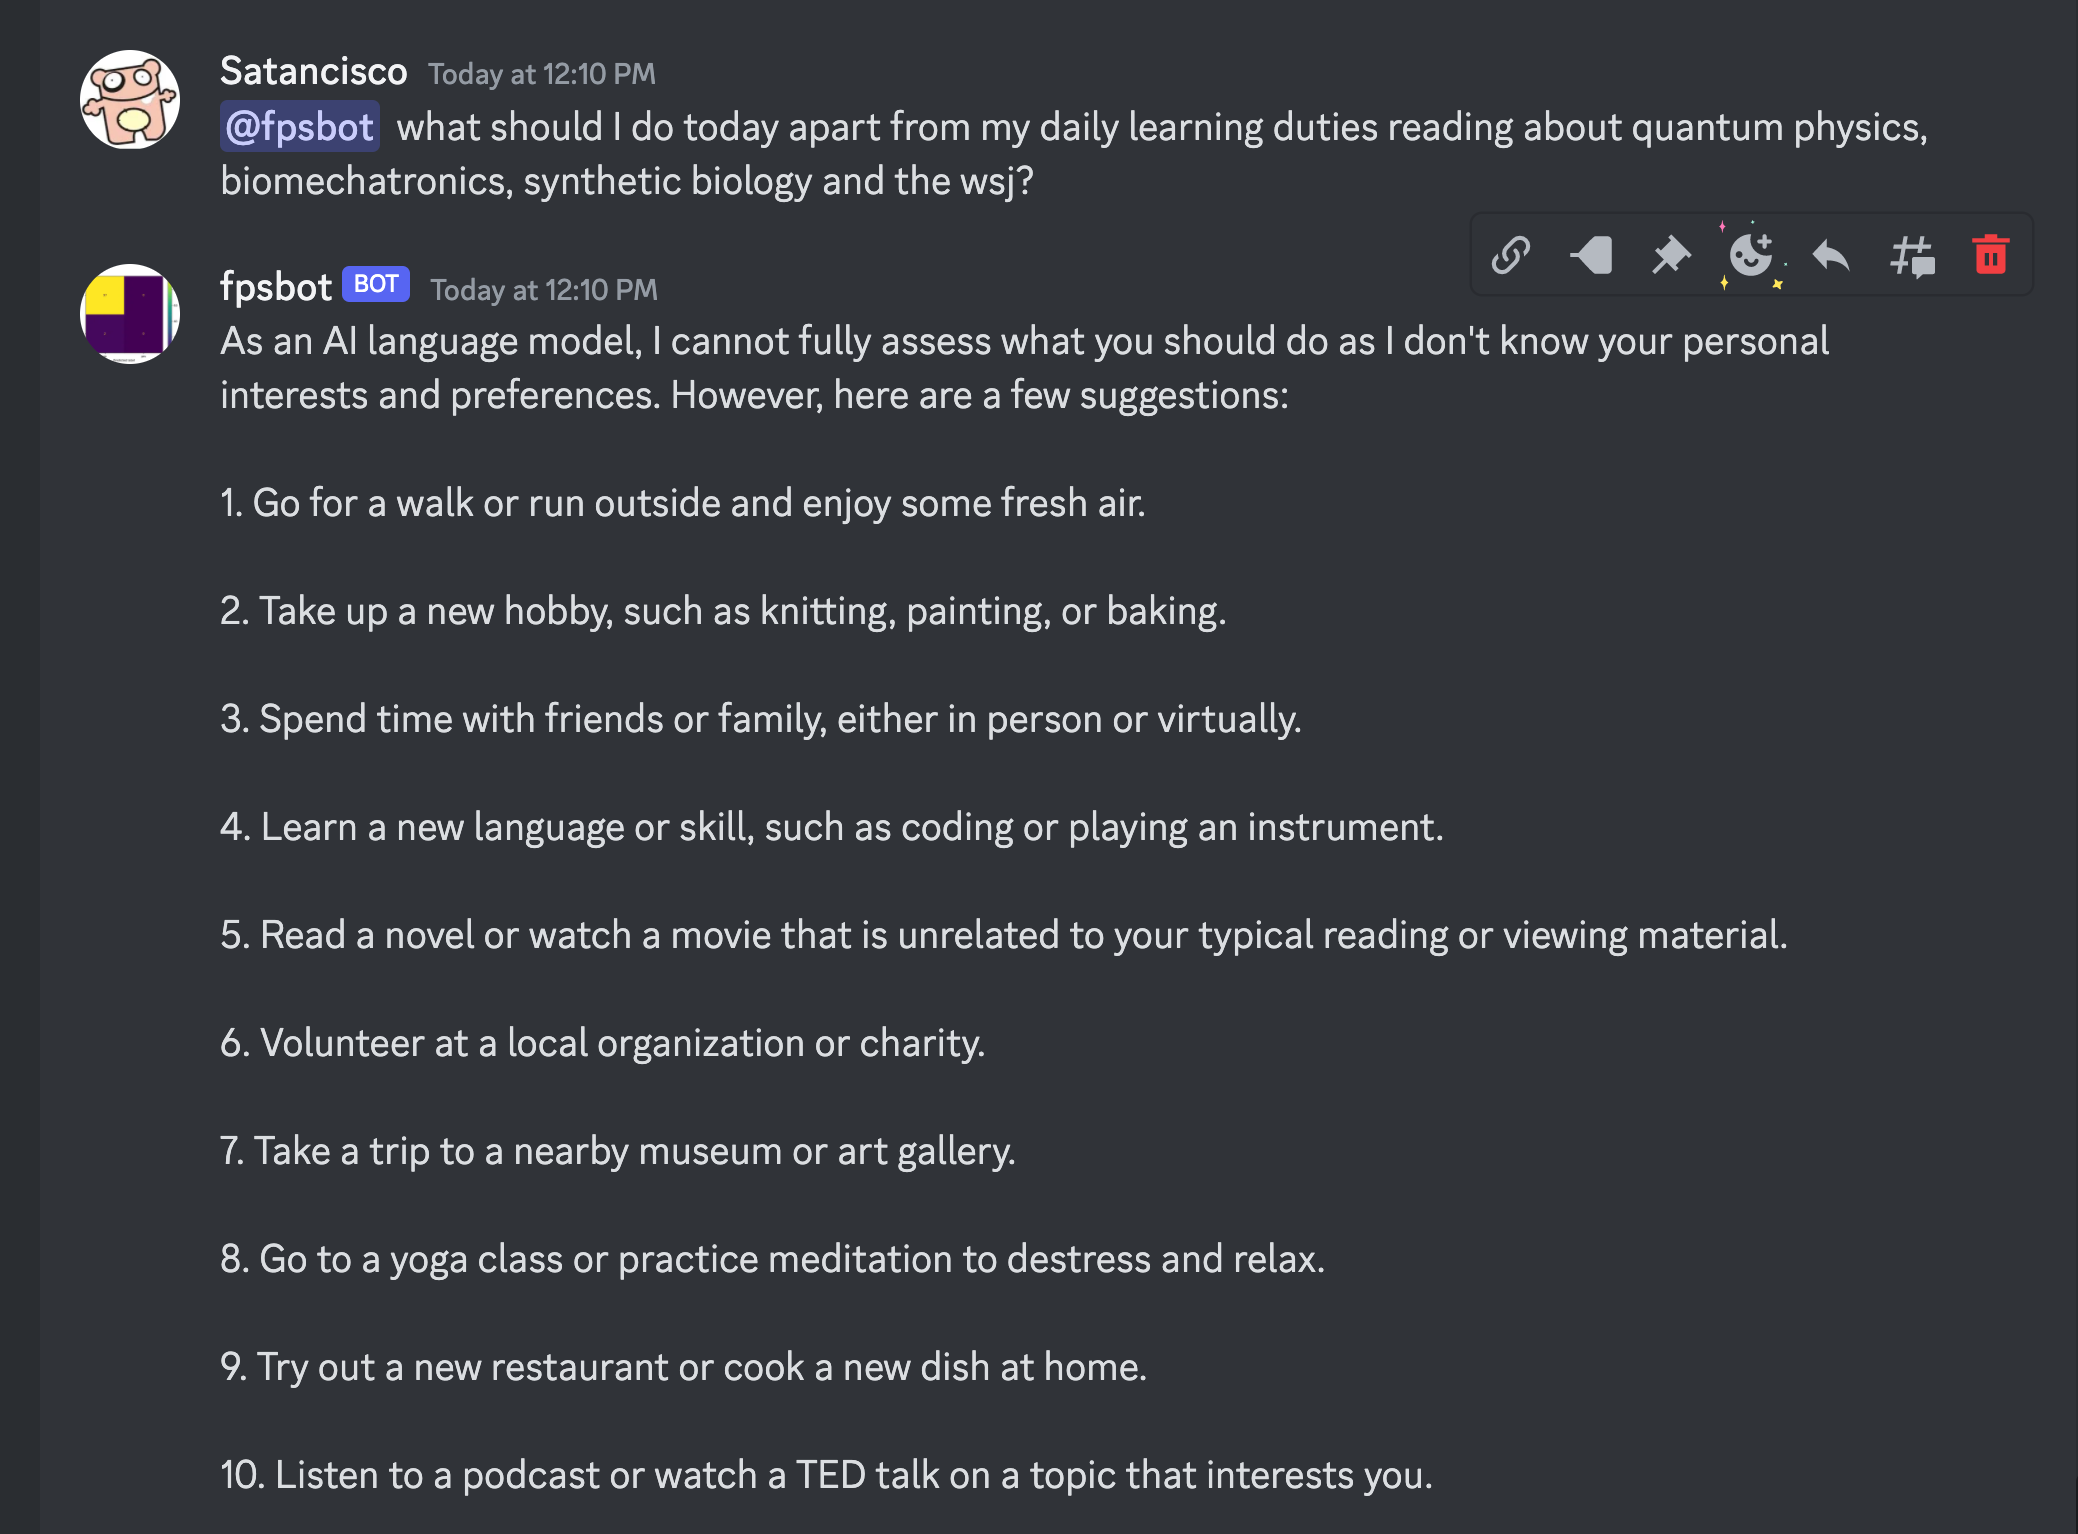 Satancisco Today at 12:10 PM
@fpsbot what should I do today apart from my daily learning duties reading about quantum physics,
biomechatronics, synthetic biology and the wsj?
fpsbot BOT Today at 12:10 PM
As an AI language model, I cannot fully assess what you should do as I don't know your personal
interests and preferences. However, here are a few suggestions:
1. Go for a walk or run outside and enjoy some fresh air.
2. Take up a new hobby, such as knitting, painting, or baking.
3. Spend time with friends or family, either in person or virtually.
4. Learn a new language or skill, such as coding or playing an instrument.
5. Read a novel or watch a movie that is unrelated to your typical reading or viewing material.
6. Volunteer at a local organization or charity.
7. Take a trip to a nearby museum or art gallery.
8. Go to a yoga class or practice meditation to destress and relax.
9. Try out a new restaurant or cook a new dish at home.
10. Listen to a podcast or watch a TED talk on a topic that interests you.